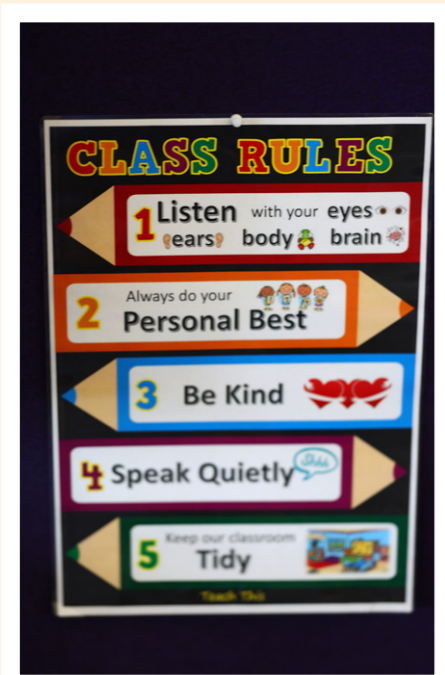 CLASS RULES
1 Listen with your eyes
ears body brain
2 Always do your
Personal Best
3 Be Kind
4 Speak Quietly Shhh
5 Keep our classroom
Tidy
Teach This